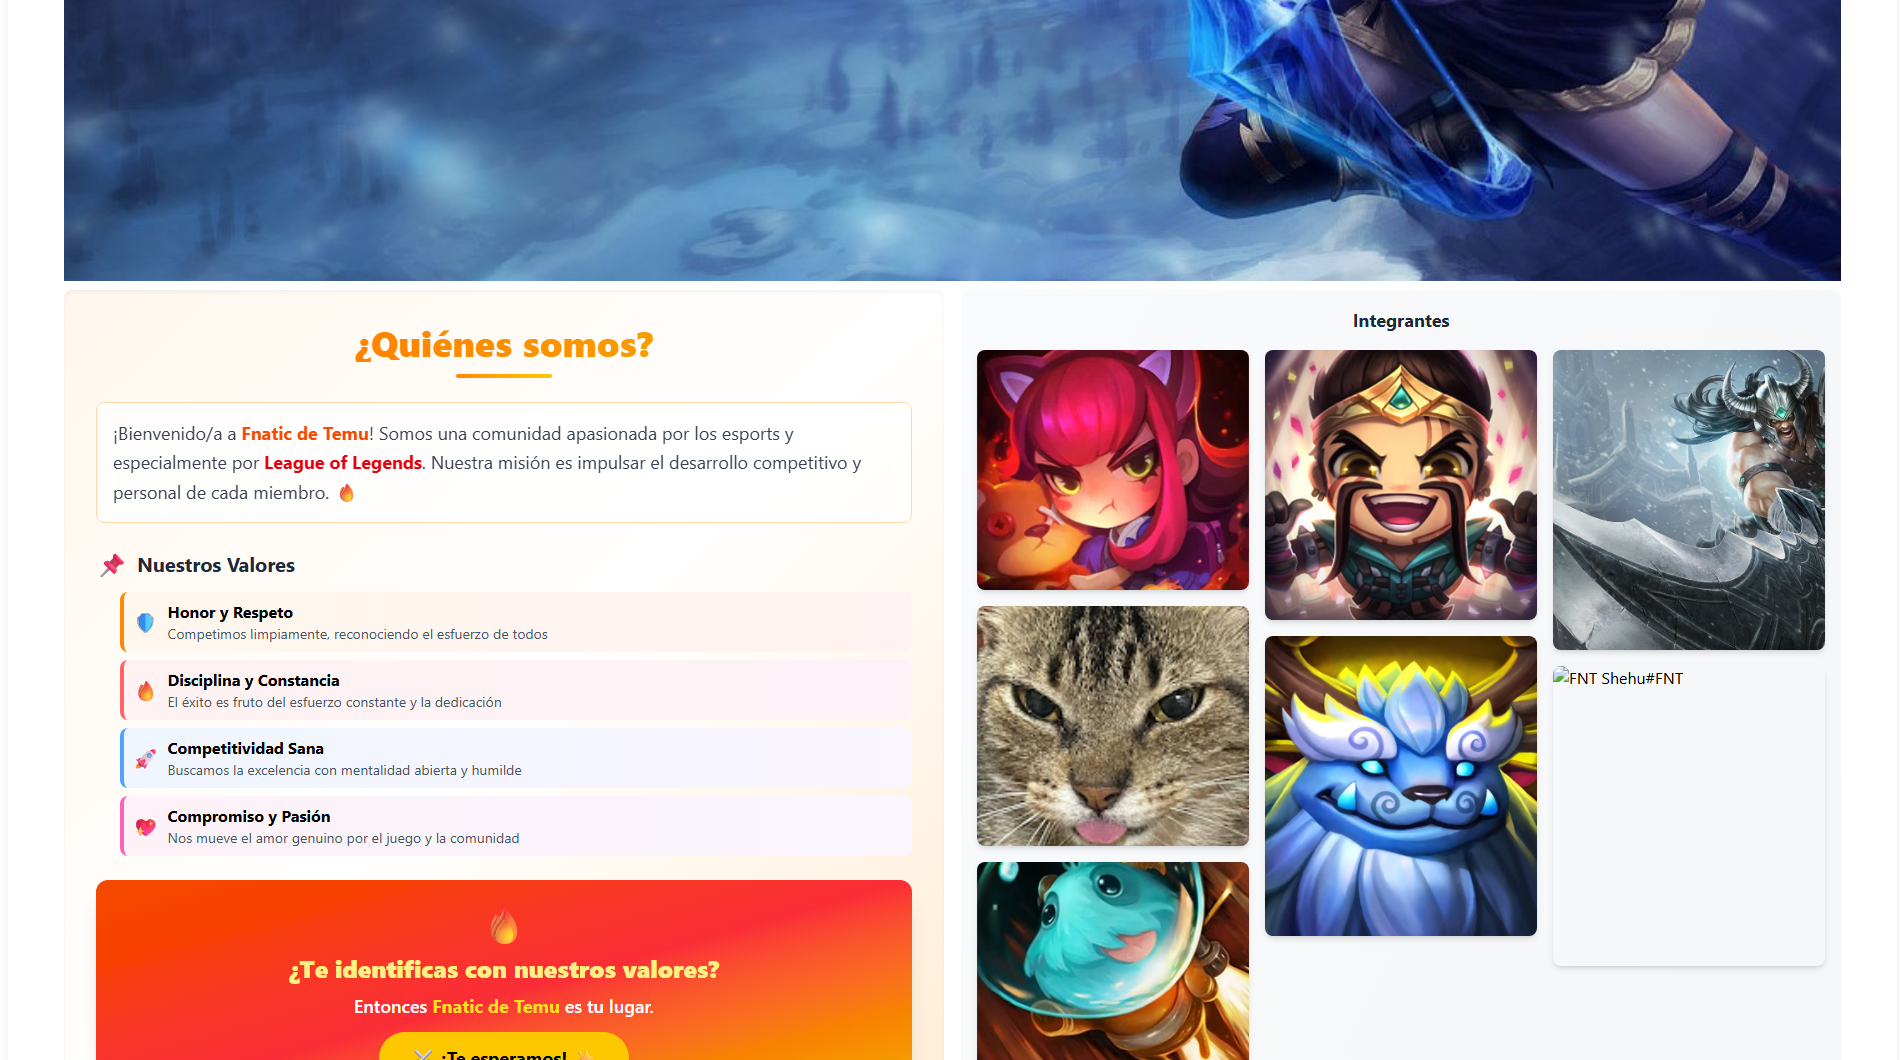 ¿Quiénes somos?
¡Bienvenido/a a Fnatic de Temu! Somos una comunidad apasionada por los esports y
especialmente por League of Legends. Nuestra misión es impulsar el desarrollo competitivo y
personal de cada miembro. 🔥
📌 Nuestros Valores
Honor y Respeto
Competimos limpiamente, reconociendo el esfuerzo de todos
Disciplina y Constancia
El éxito es fruto del esfuerzo constante y la dedicación
Competitividad Sana
Buscamos la excelencia con mentalidad abierta y humilde
Compromiso y Pasión
Nos mueve el amor genuino por el juego y la comunidad
¿Te identificas con nuestros valores?
Entonces Fnatic de Temu es tu lugar.
¡Te esperamos!
Integrantes
FNT Shehu#FNT